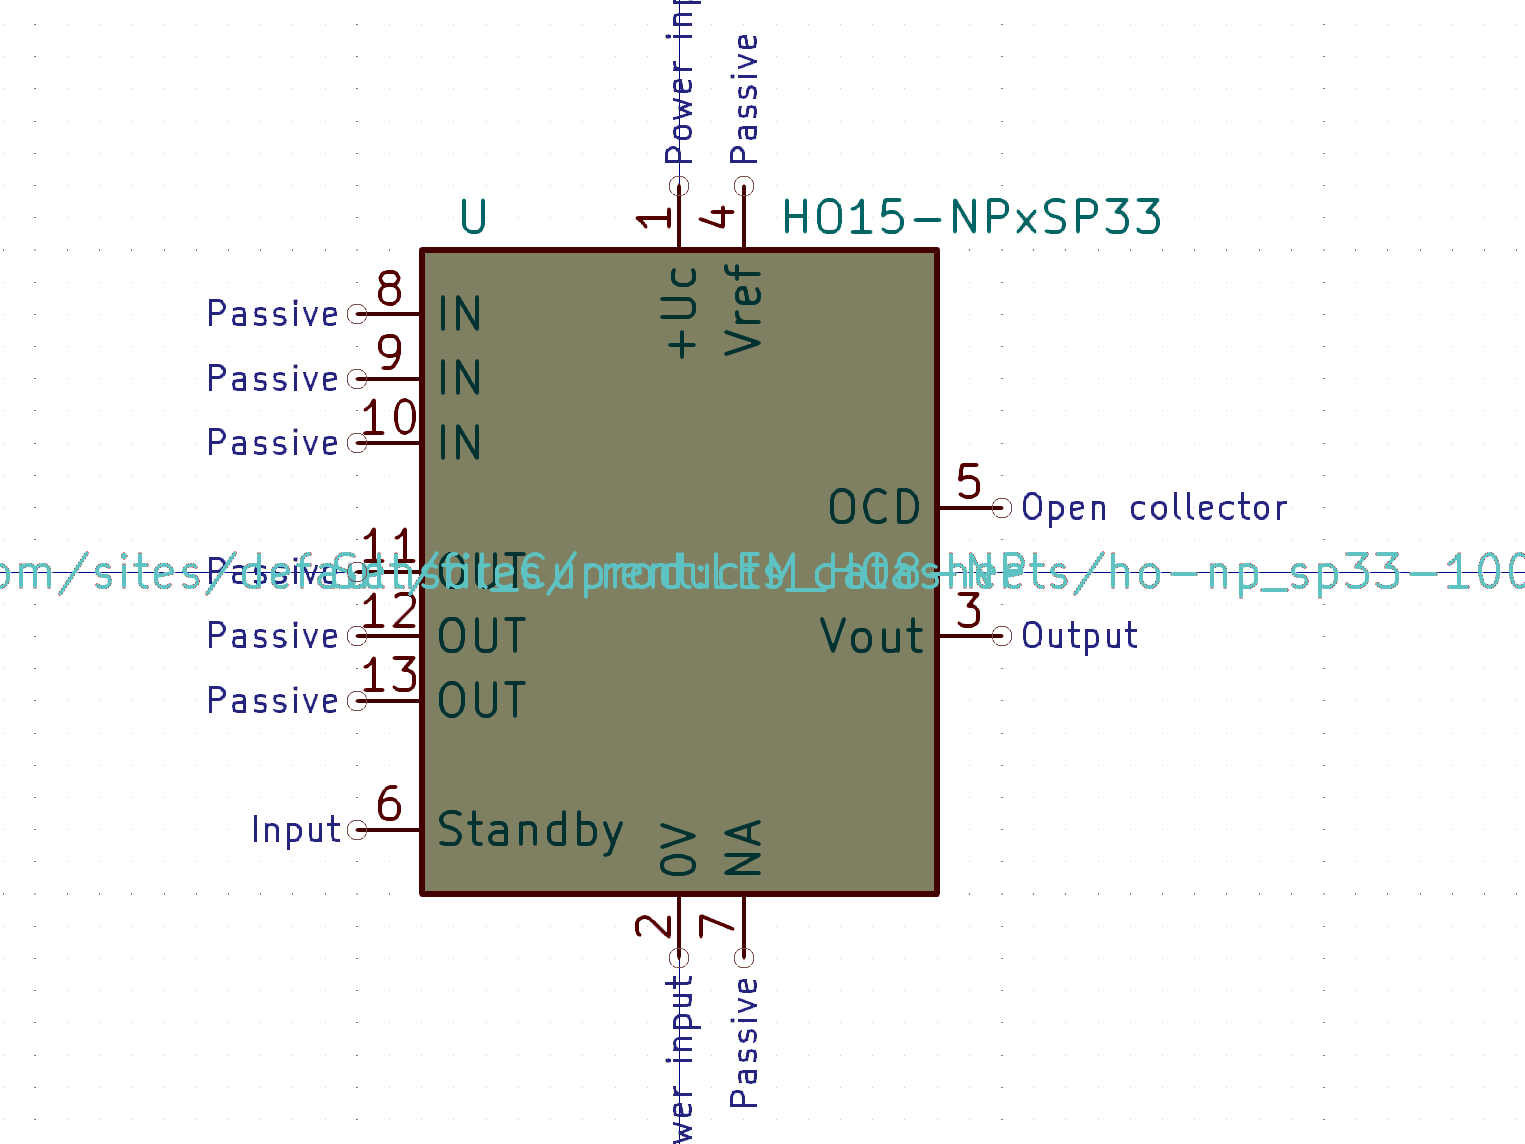 Power inp
Passive
U
1
4
HO15-NPxSP33
+Uc
Vref
Passive
8
IN
Passive
9
IN
Passive
10
IN
OCD
5
Open collector
Passive
11
OUT
om/sites/default/files/products_datasheets/ho-np_sp33-100
Passive
12
OUT
Vout
3
Output
Passive
13
OUT
Input
6
Standby
0V
NA
2
7
wer input
Passive